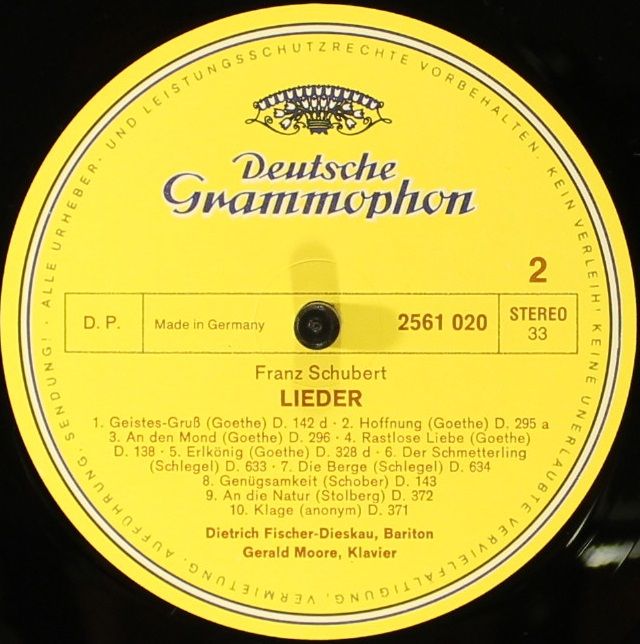 ALLE URHEBER- UND LEISTUNGSSCHUTZRECHTE VORBEHALTEN. KEIN VERLEIH! KEINE UNERLAUBTE VERVIELFÄLTIGUNG, VERMIETUNG, AUFFÜHRUNG, SENDUNG! ·
Deutsche
Grammophon
2
D. P.
Made in Germany
2561 020
STEREO
33
Franz Schubert
LIEDER
1. Geistes-Gruß (Goethe) D. 142 d · 2. Hoffnung (Goethe) D. 295 a
3. An den Mond (Goethe) D. 296 · 4. Rastlose Liebe (Goethe)
D. 138 · 5. Erlkönig (Goethe) D. 328 d · 6. Der Schmetterling
(Schlegel) D. 633 · 7. Die Berge (Schlegel) D. 634
8. Genügsamkeit (Schober) D. 143
9. An die Natur (Stolberg) D. 372
10. Klage (anonym) D. 371
Dietrich Fischer-Dieskau, Bariton
Gerald Moore, Klavier